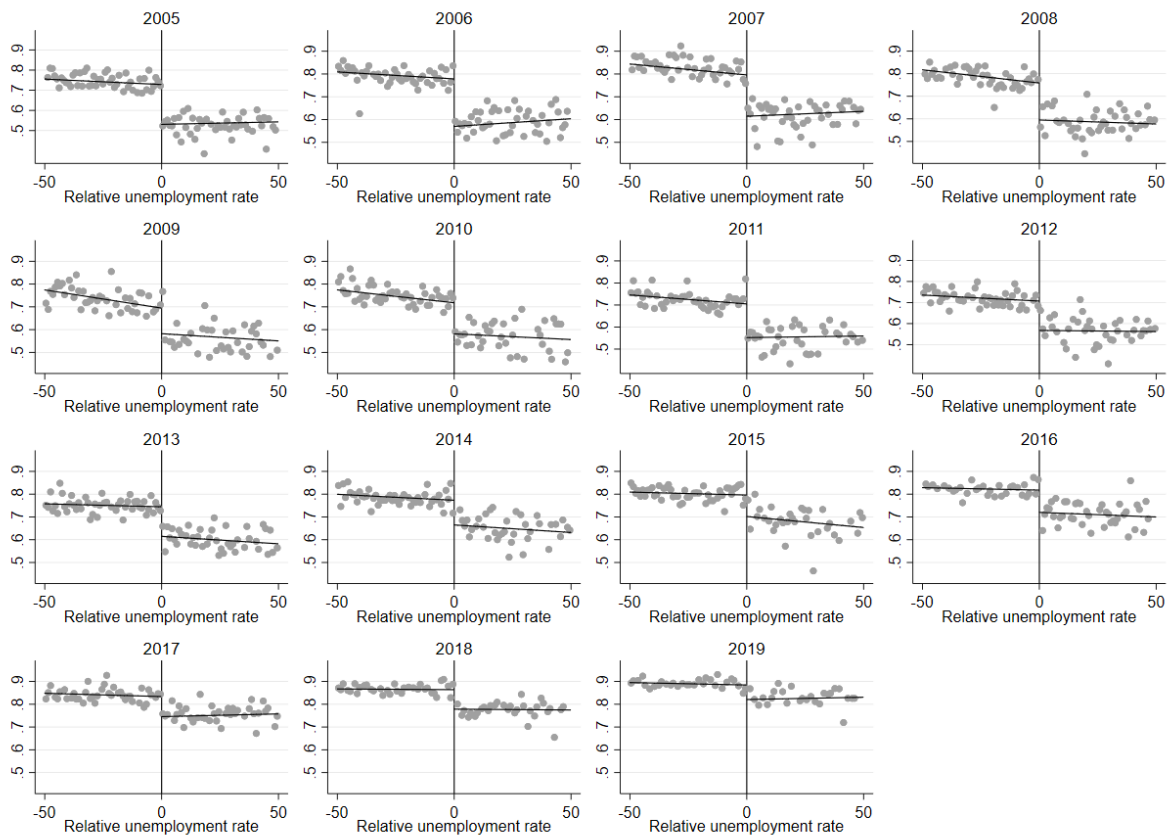 2005 2006 2007 2008
.5 .6 .7 .8 .9 .5 .6 .7 .8 .9 .5 .6 .7 .8 .9 .5 .6 .7 .8 .9
-50 0 50 -50 0 50 -50 0 50 -50 0 50
Relative unemployment rate Relative unemployment rate Relative unemployment rate Relative unemployment rate
2009 2010 2011 2012
.5 .6 .7 .8 .9 .5 .6 .7 .8 .9 .5 .6 .7 .8 .9 .5 .6 .7 .8 .9
-50 0 50 -50 0 50 -50 0 50 -50 0 50
Relative unemployment rate Relative unemployment rate Relative unemployment rate Relative unemployment rate
2013 2014 2015 2016
.5 .6 .7 .8 .9 .5 .6 .7 .8 .9 .5 .6 .7 .8 .9 .5 .6 .7 .8 .9
-50 0 50 -50 0 50 -50 0 50 -50 0 50
Relative unemployment rate Relative unemployment rate Relative unemployment rate Relative unemployment rate
2017 2018 2019
.5 .6 .7 .8 .9 .5 .6 .7 .8 .9 .5 .6 .7 .8 .9
-50 0 50 -50 0 50 -50 0 50
Relative unemployment rate Relative unemployment rate Relative unemployment rate